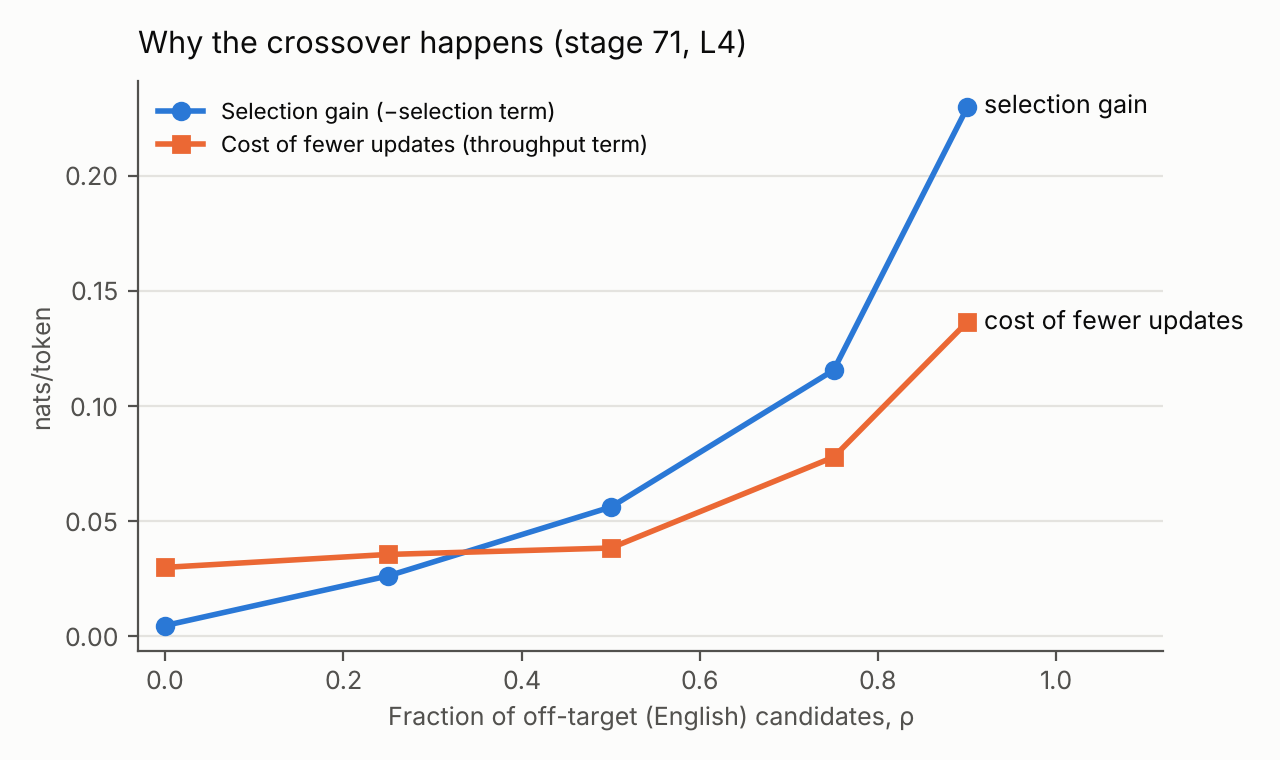 Why the crossover happens (stage 71, L4)
Selection gain (−selection term)
Cost of fewer updates (throughput term)
selection gain
cost of fewer updates
nats/token
0.20
0.15
0.10
0.05
0.00
0.0 0.2 0.4 0.6 0.8 1.0
Fraction of off-target (English) candidates, ρ